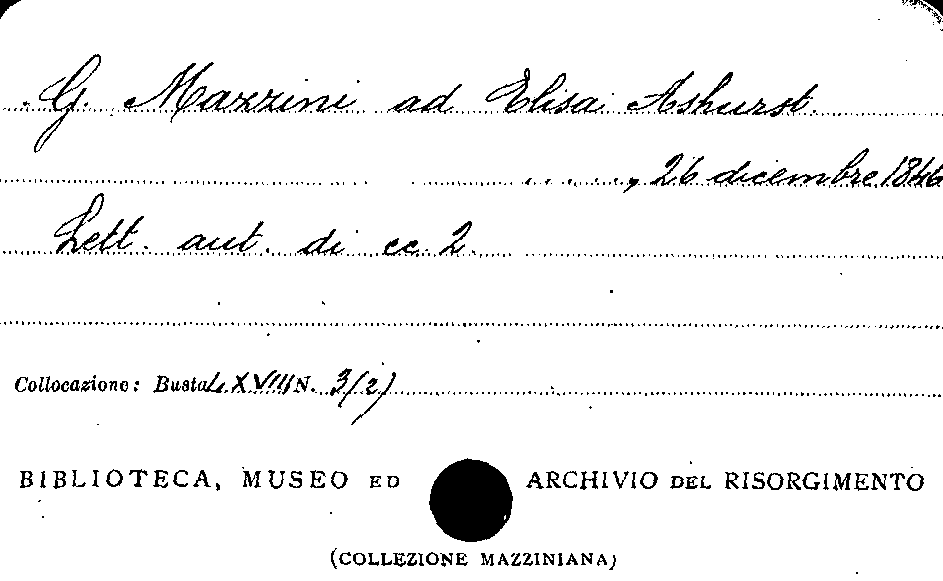 G. Mazzini ad Elisa Ashurst.
......, 26 dicembre 1846
Lett. aut. di cc. 2.
Collocazione: Busta LXVIII N. 3(2)
BIBLIOTECA, MUSEO ED ARCHIVIO DEL RISORGIMENTO
(COLLEZIONE MAZZINIANA)